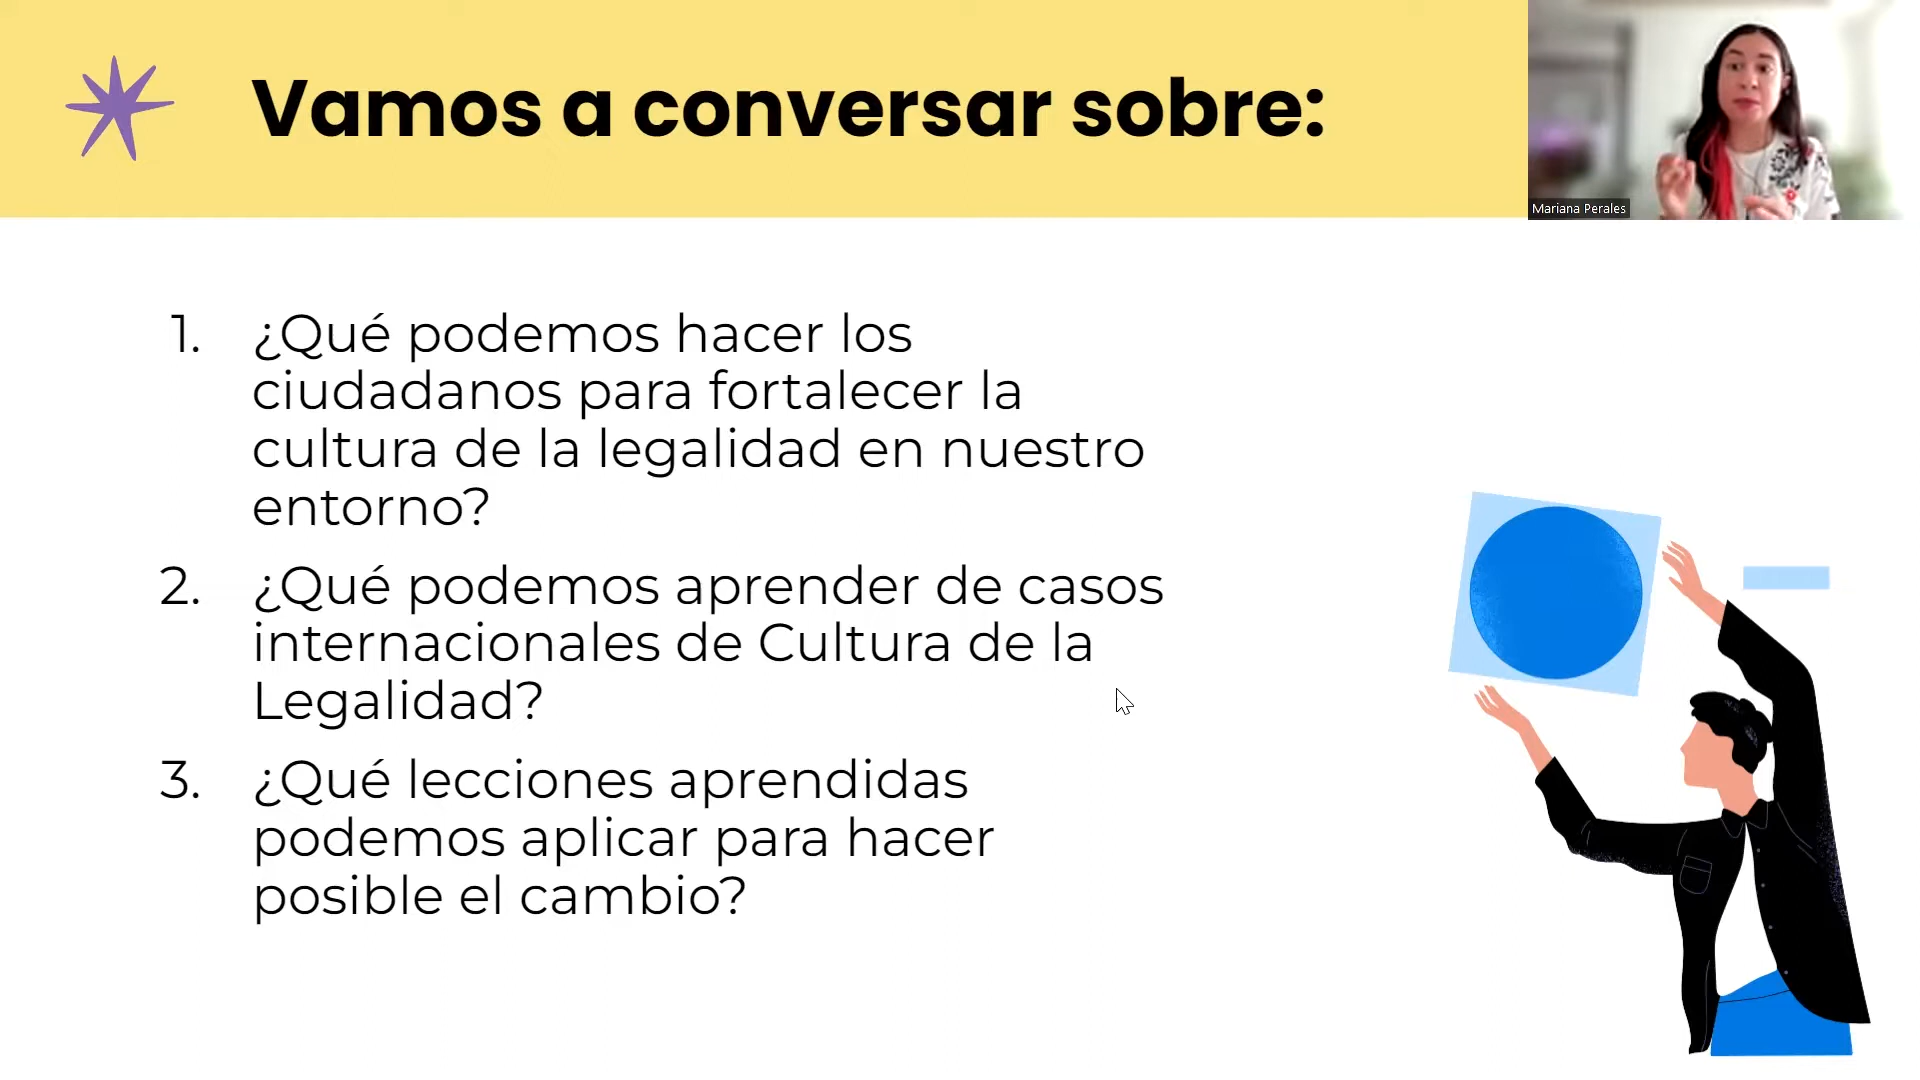 Vamos a conversar sobre:
Mariana Perales
1. ¿Qué podemos hacer los
ciudadanos para fortalecer la
cultura de la legalidad en nuestro
entorno?
2. ¿Qué podemos aprender de casos
internacionales de Cultura de la
Legalidad?
3. ¿Qué lecciones aprendidas
podemos aplicar para hacer
posible el cambio?